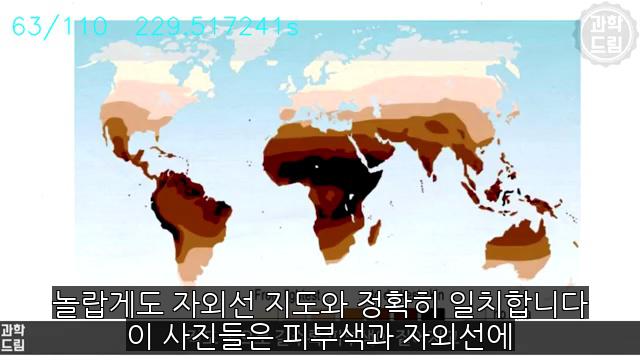 63/110 229.517241s
과학
드림
놀랍게도 자외선 지도와 정확히 일치합니다
이 사진들은 피부색과 자외선에
과학
드림